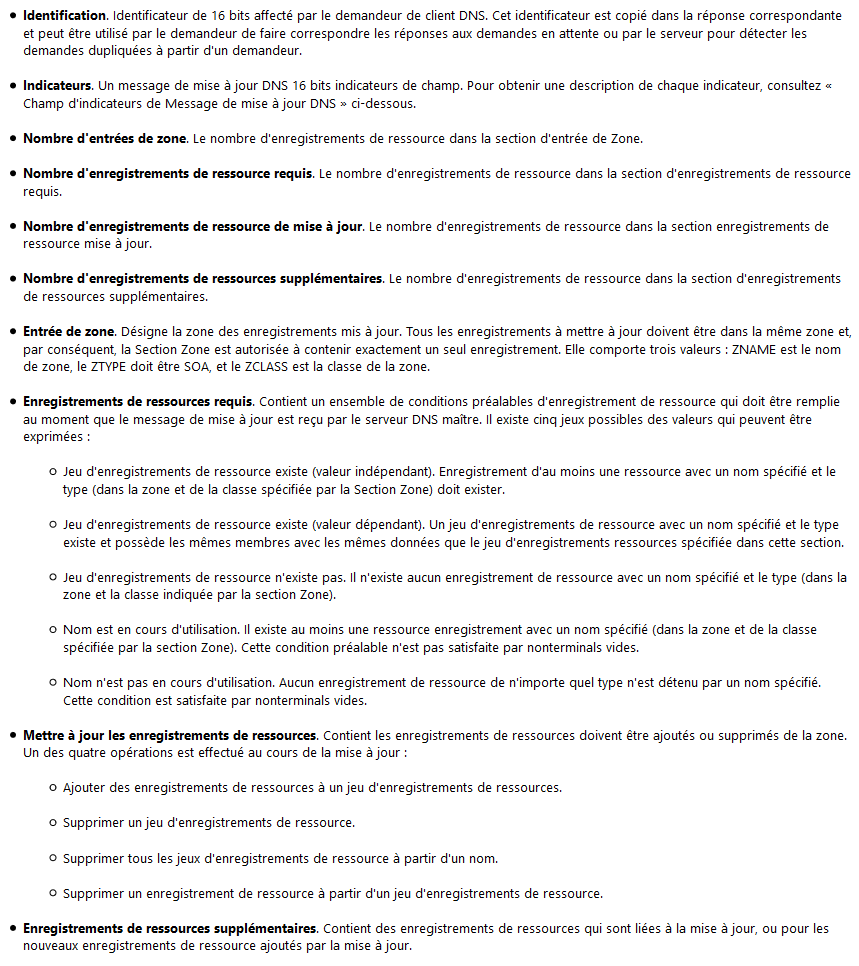 Identification. Identificateur de 16 bits affecté par le demandeur de client DNS. Cet identificateur est copié dans la réponse correspondante
et peut être utilisé par le demandeur de faire correspondre les réponses aux demandes en attente ou par le serveur pour détecter les
demandes dupliquées à partir d'un demandeur.
Indicateurs. Un message de mise à jour DNS 16 bits indicateurs de champ. Pour obtenir une description de chaque indicateur, consultez «
Champ d'indicateurs de Message de mise à jour DNS » ci-dessous.
Nombre d'entrées de zone. Le nombre d'enregistrements de ressource dans la section d'entrée de Zone.
Nombre d'enregistrements de ressource requis. Le nombre d'enregistrements de ressource dans la section d'enregistrements de ressource
requis.
Nombre d'enregistrements de ressource de mise à jour. Le nombre d'enregistrements de ressource dans la section enregistrements de
ressource mise à jour.
Nombre d'enregistrements de ressources supplémentaires. Le nombre d'enregistrements de ressource dans la section d'enregistrements
de ressources supplémentaires.
Entrée de zone. Désigne la zone des enregistrements mis à jour. Tous les enregistrements à mettre à jour doivent être dans la même zone et,
par conséquent, la Section Zone est autorisée à contenir exactement un seul enregistrement. Elle comporte trois valeurs : ZNAME est le nom
de zone, le ZTYPE doit être SOA, et le ZCLASS est la classe de la zone.
Enregistrements de ressources requis. Contient un ensemble de conditions préalables d'enregistrement de ressource qui doit être remplie
au moment que le message de mise à jour est reçu par le serveur DNS maître. Il existe cinq jeux possibles des valeurs qui peuvent être
exprimées :
Jeu d'enregistrements de ressource existe (valeur indépendant). Enregistrement d'au moins une ressource avec un nom spécifié et le
type (dans la zone et de la classe spécifiée par la Section Zone) doit exister.
Jeu d'enregistrements de ressource existe (valeur dépendant). Un jeu d'enregistrements de ressource avec un nom spécifié et le type
existe et possède les mêmes membres avec les mêmes données que le jeu d'enregistrements ressources spécifiée dans cette section.
Jeu d'enregistrements de ressource n'existe pas. Il n'existe aucun enregistrement de ressource avec un nom spécifié et le type (dans la
zone et la classe indiquée par la section Zone).
Nom est en cours d'utilisation. Il existe au moins une ressource enregistrement avec un nom spécifié (dans la zone et de la classe
spécifiée par la section Zone). Cette condition préalable n'est pas satisfaite par nonterminals vides.
Nom n'est pas en cours d'utilisation. Aucun enregistrement de ressource de n'importe quel type n'est détenu par un nom spécifié.
Cette condition est satisfaite par nonterminals vides.
Mettre à jour les enregistrements de ressources. Contient les enregistrements de ressources doivent être ajoutés ou supprimés de la zone.
Un des quatre opérations est effectué au cours de la mise à jour :
Ajouter des enregistrements de ressources à un jeu d'enregistrements de ressources.
Supprimer un jeu d'enregistrements de ressource.
Supprimer tous les jeux d'enregistrements de ressource à partir d'un nom.
Supprimer un enregistrement de ressource à partir d'un jeu d'enregistrements de ressource.
Enregistrements de ressources supplémentaires. Contient des enregistrements de ressources qui sont liées à la mise à jour, ou pour les
nouveaux enregistrements de ressource ajoutés par la mise à jour.